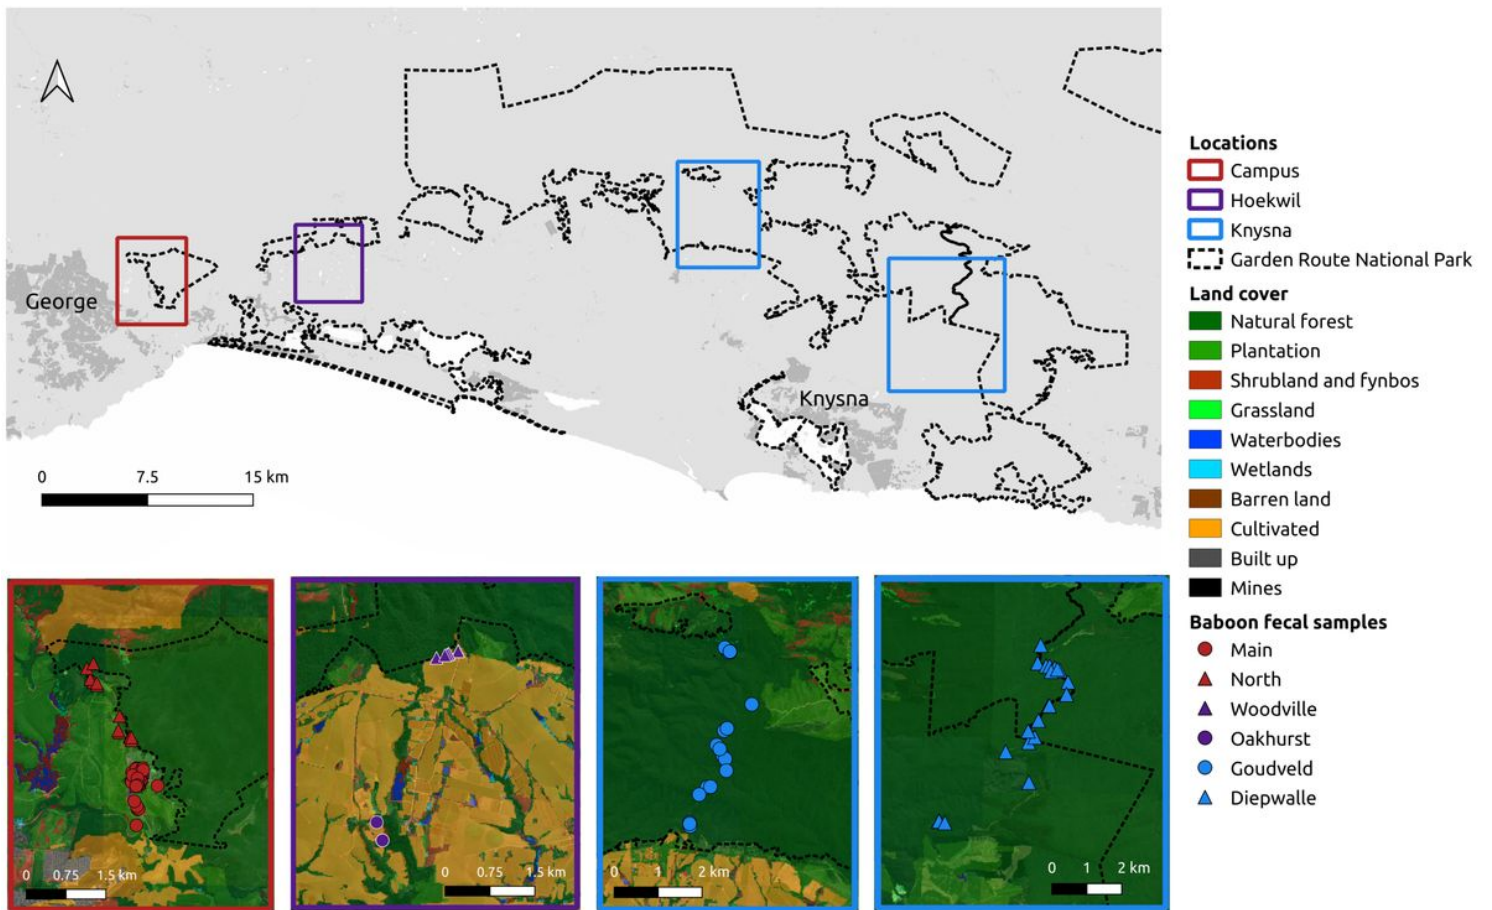 George
Knysna
0 7.5 15 km
Locations
Campus
Hoekwil
Knysna
Garden Route National Park
Land cover
Natural forest
Plantation
Shrubland and fynbos
Grassland
Waterbodies
Wetlands
Barren land
Cultivated
Built up
Mines
Baboon fecal samples
Main
North
Woodville
Oakhurst
Goudveld
Diepwalle
0 0.75 1.5 km
0 0.75 1.5 km
0 1 2 km
0 1 2 km